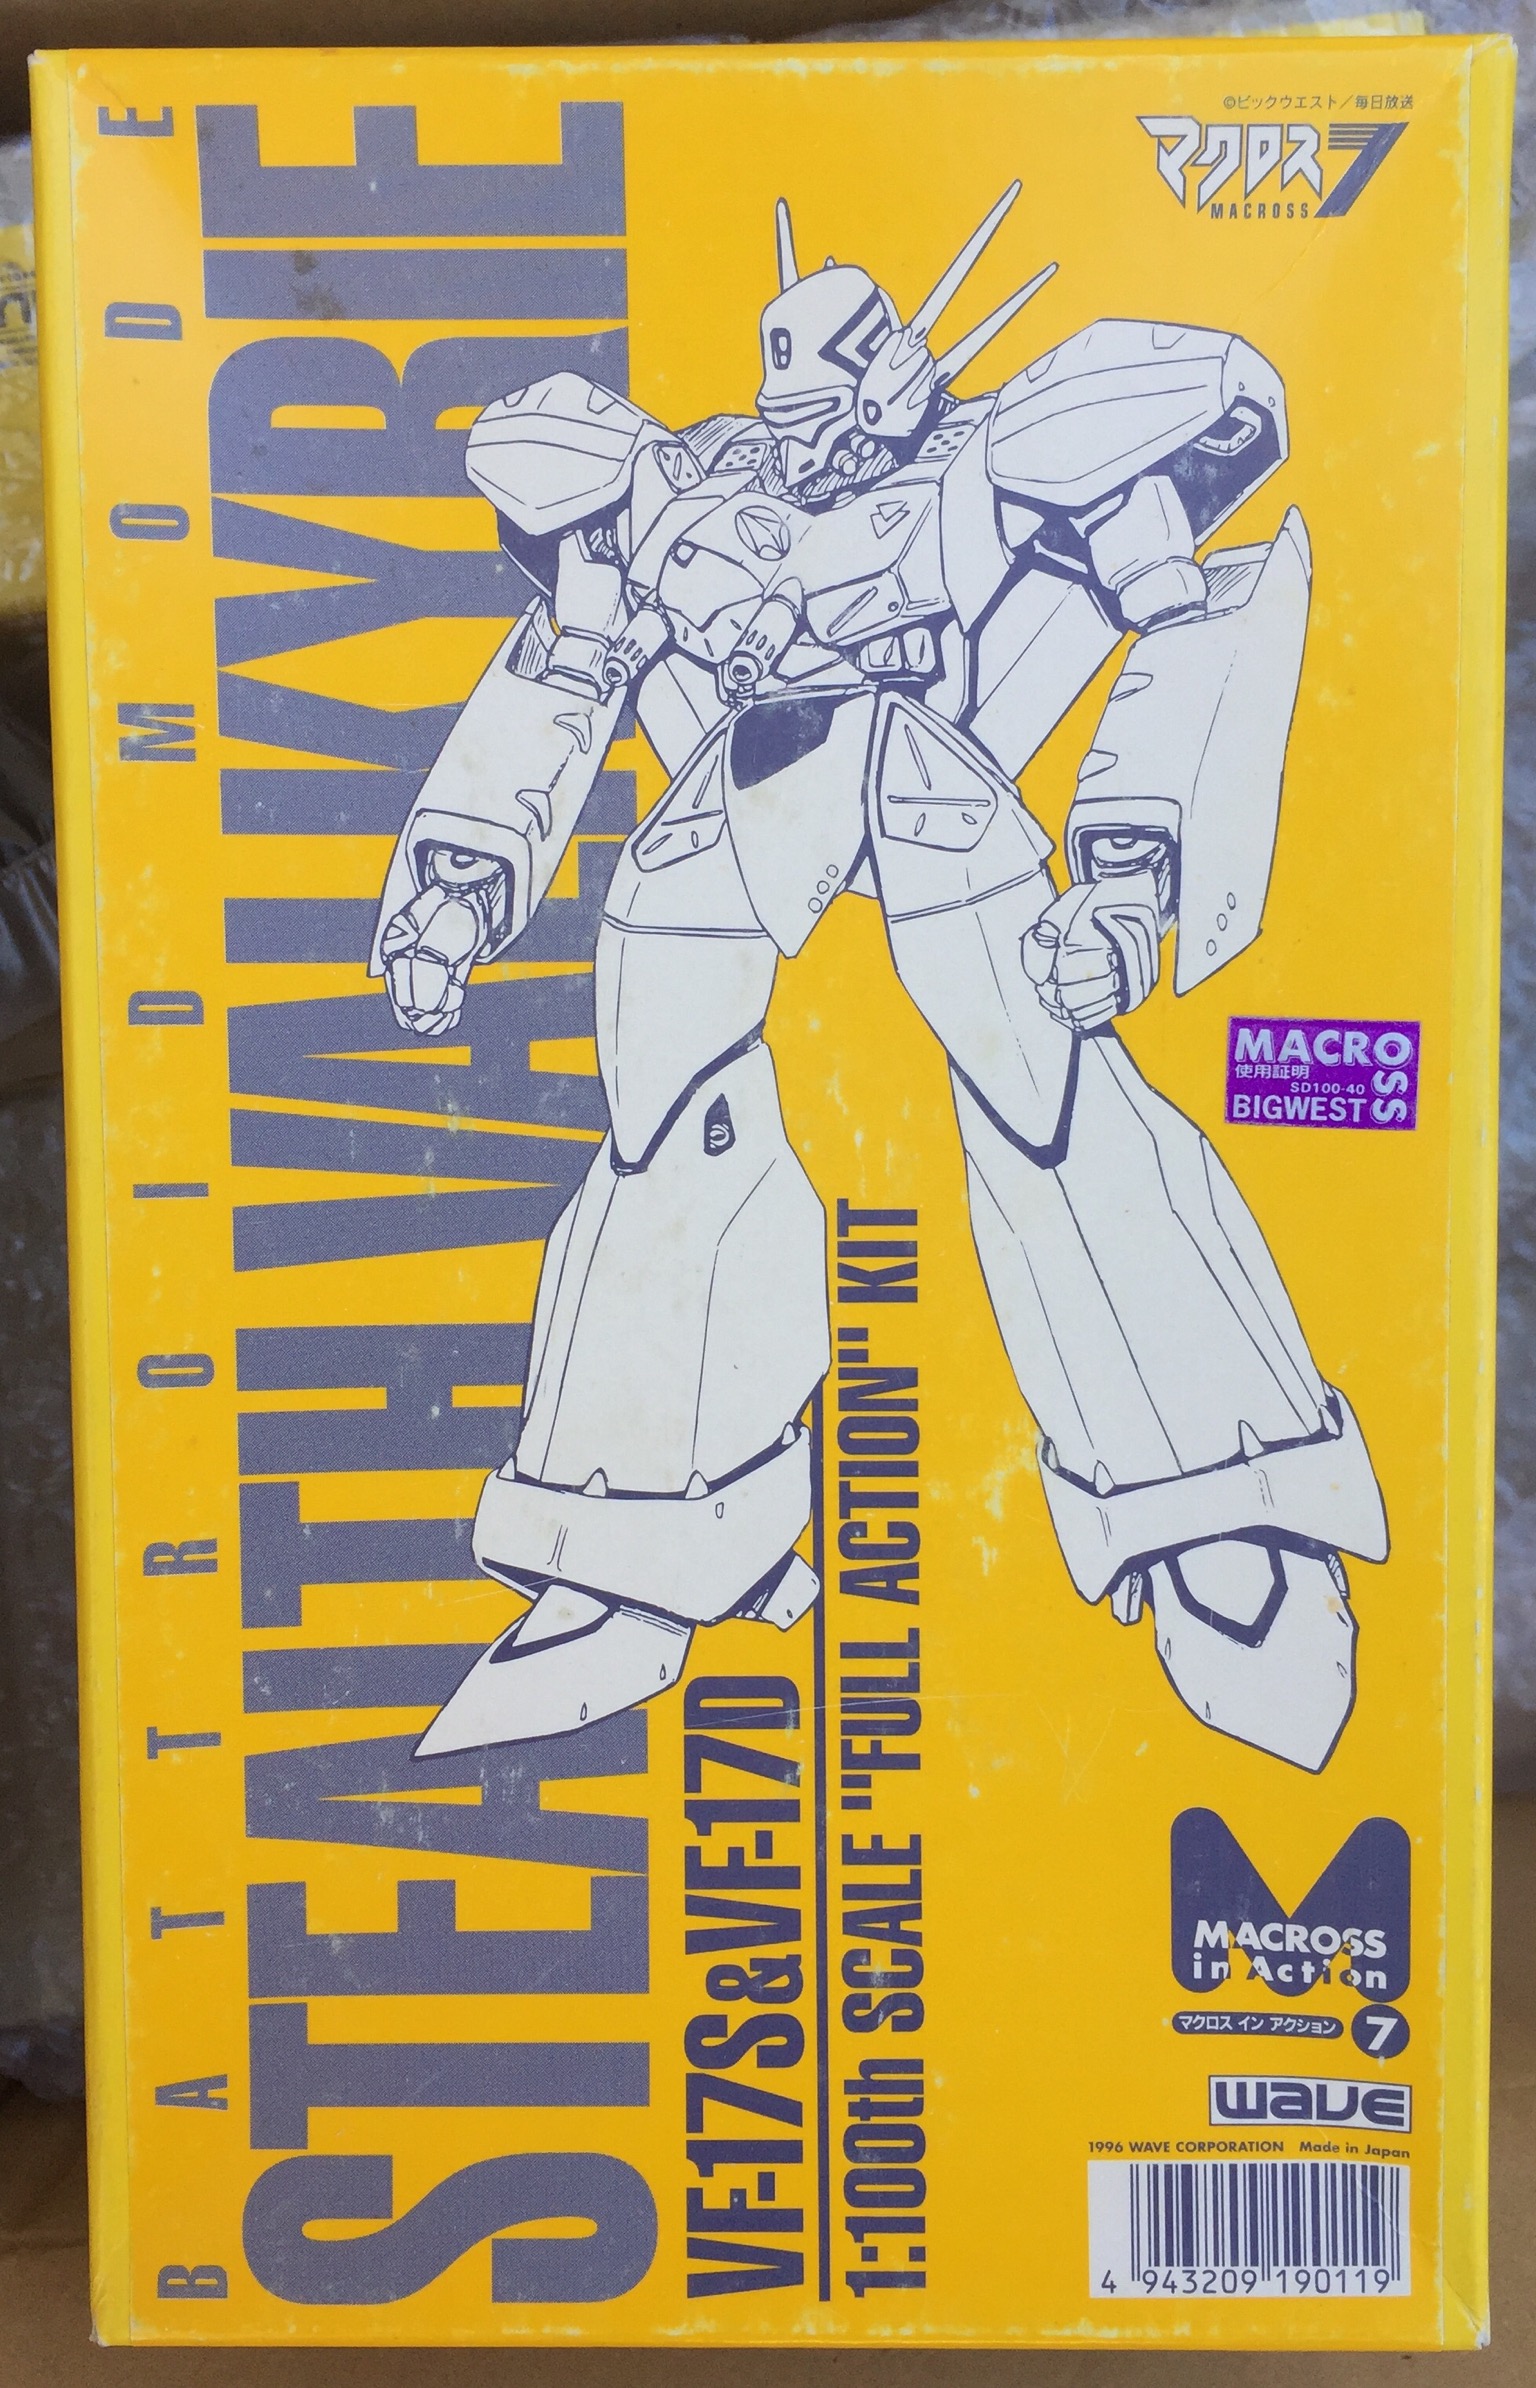 ©ビックウエスト/毎日放送
マクロス7
MACROSS
BATTROID MODE
STEALTH VALKYRIE
VF-17S&VF-17D
1:100th SCALE "FULL ACTION" KIT
MACROSS
使用証明
SD100-40
BIGWEST
M
MACROSS
in Action
マクロス イン アクション 7
WAVE
1996 WAVE CORPORATION Made in Japan
4 943209 190119